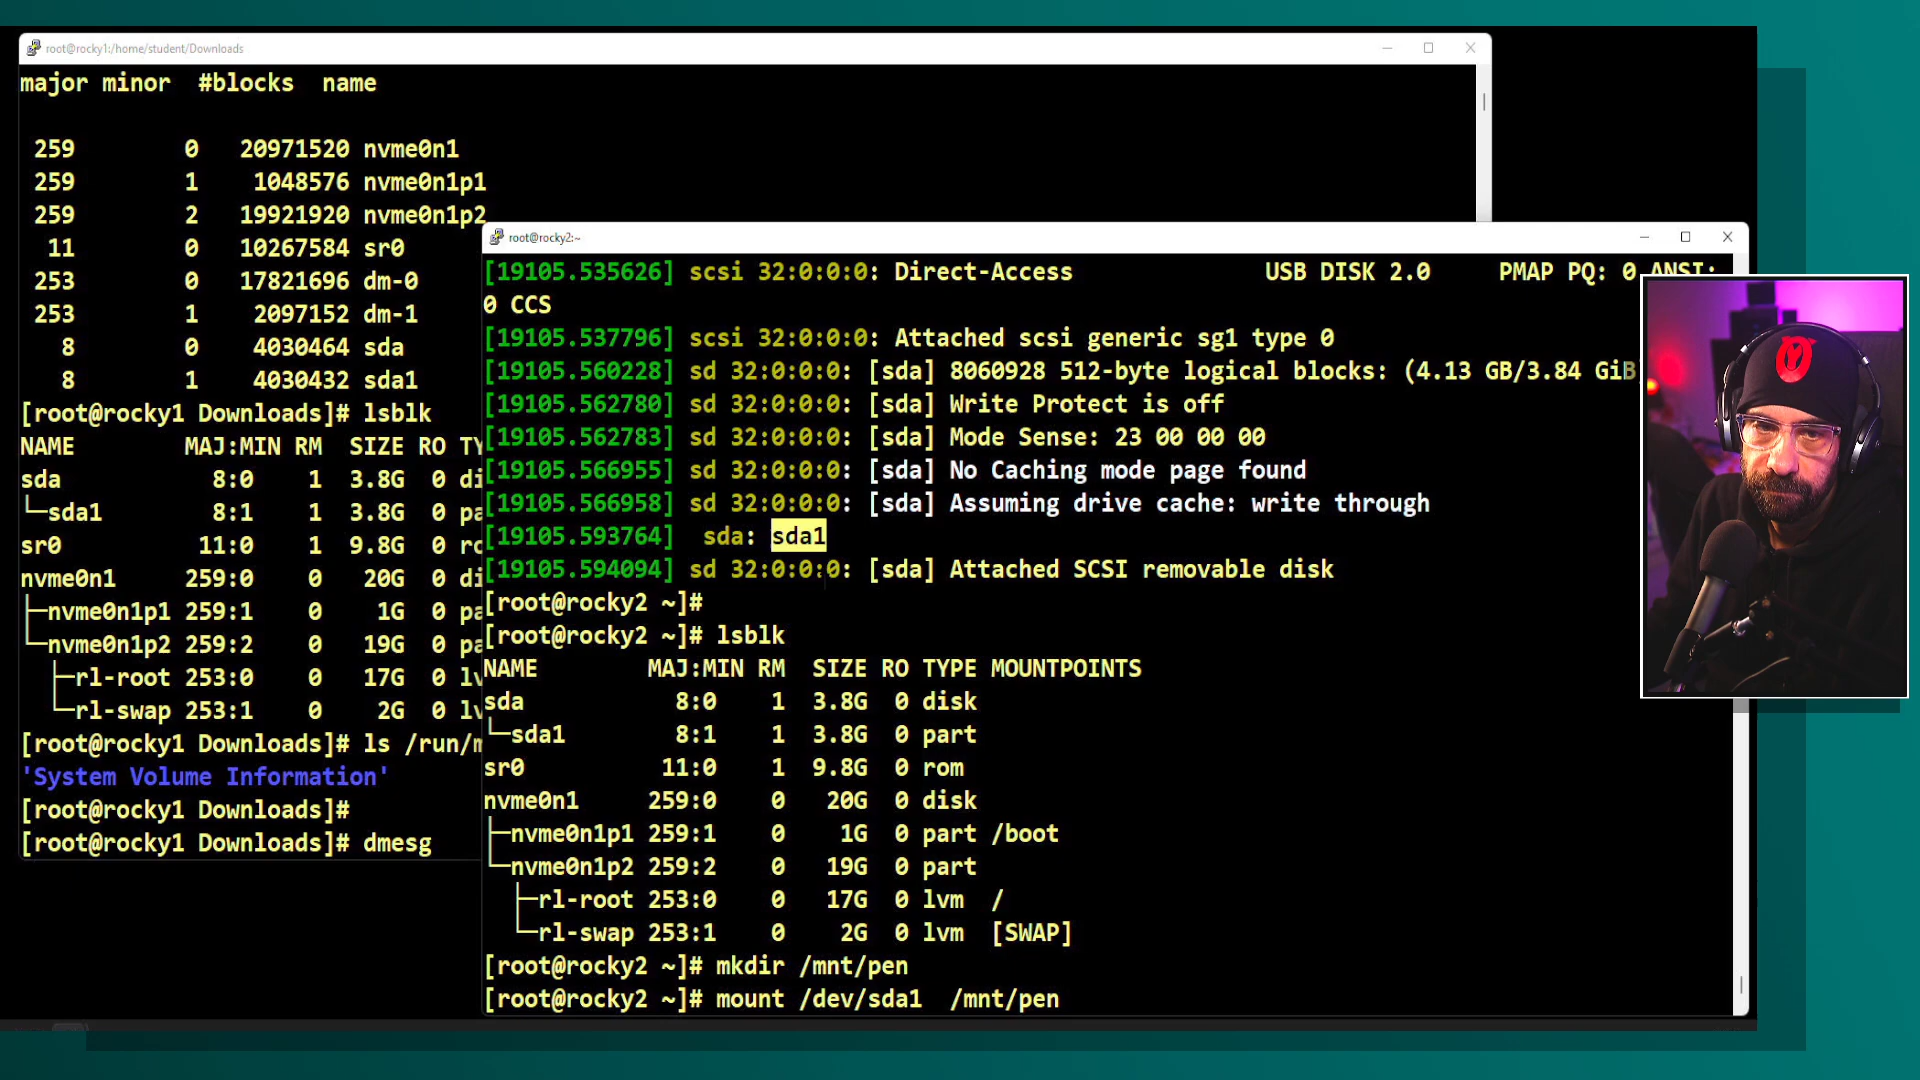 root@rocky1:/home/student/Downloads
major minor  #blocks  name
259        0   20971520 nvme0n1
259        1    1048576 nvme0n1p1
259        2   19921920 nvme0n1p2
11        0   10267584 sr0
253        0   17821696 dm-0
253        1    2097152 dm-1
8        0    4030464 sda
8        1    4030432 sda1
[root@rocky1 Downloads]# lsblk
NAME        MAJ:MIN RM  SIZE RO TY
sda           8:0    1  3.8G  0 di
└─sda1        8:1    1  3.8G  0 pa
sr0          11:0    1  9.8G  0 ro
nvme0n1     259:0    0   20G  0 di
├─nvme0n1p1 259:1    0    1G  0 pa
└─nvme0n1p2 259:2    0   19G  0 pa
├─rl-root 253:0    0   17G  0 lv
└─rl-swap 253:1    0    2G  0 lv
[root@rocky1 Downloads]# ls /run/m
'System Volume Information'
[root@rocky1 Downloads]#
[root@rocky1 Downloads]# dmesg
root@rocky2:~
[19105.535626] scsi 32:0:0:0: Direct-Access              USB DISK 2.0     PMAP PQ: 0 ANSI:
0 CCS
[19105.537796] scsi 32:0:0:0: Attached scsi generic sg1 type 0
[19105.560228] sd 32:0:0:0: [sda] 8060928 512-byte logical blocks: (4.13 GB/3.84 GiB
[19105.562780] sd 32:0:0:0: [sda] Write Protect is off
[19105.562783] sd 32:0:0:0: [sda] Mode Sense: 23 00 00 00
[19105.566955] sd 32:0:0:0: [sda] No Caching mode page found
[19105.566958] sd 32:0:0:0: [sda] Assuming drive cache: write through
[19105.593764]  sda: sda1
[19105.594094] sd 32:0:0:0: [sda] Attached SCSI removable disk
[root@rocky2 ~]#
[root@rocky2 ~]# lsblk
NAME        MAJ:MIN RM  SIZE RO TYPE MOUNTPOINTS
sda           8:0    1  3.8G  0 disk
└─sda1        8:1    1  3.8G  0 part
sr0          11:0    1  9.8G  0 rom
nvme0n1     259:0    0   20G  0 disk
├─nvme0n1p1 259:1    0    1G  0 part /boot
└─nvme0n1p2 259:2    0   19G  0 part
├─rl-root 253:0    0   17G  0 lvm  /
└─rl-swap 253:1    0    2G  0 lvm  [SWAP]
[root@rocky2 ~]# mkdir /mnt/pen
[root@rocky2 ~]# mount /dev/sda1  /mnt/pen